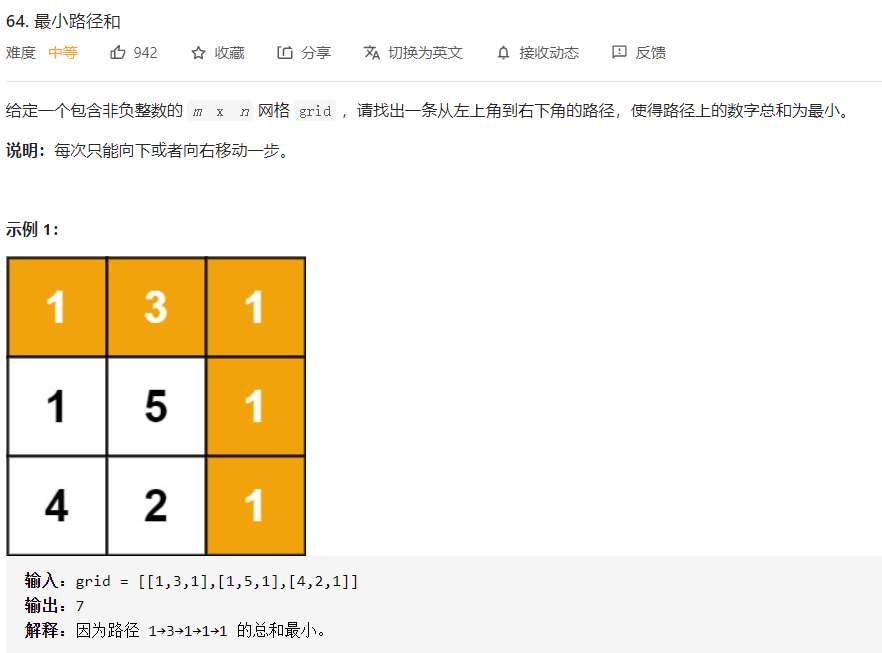 64. 最小路径和
难度 中等 942 收藏 分享 切换为英文 接收动态 反馈
给定一个包含非负整数的 m x n 网格 grid ，请找出一条从左上角到右下角的路径，使得路径上的数字总和为最小。
说明：每次只能向下或者向右移动一步。
示例 1：
1 3 1
1 5 1
4 2 1
输入：grid = [[1,3,1],[1,5,1],[4,2,1]]
输出：7
解释：因为路径 1→3→1→1→1 的总和最小。